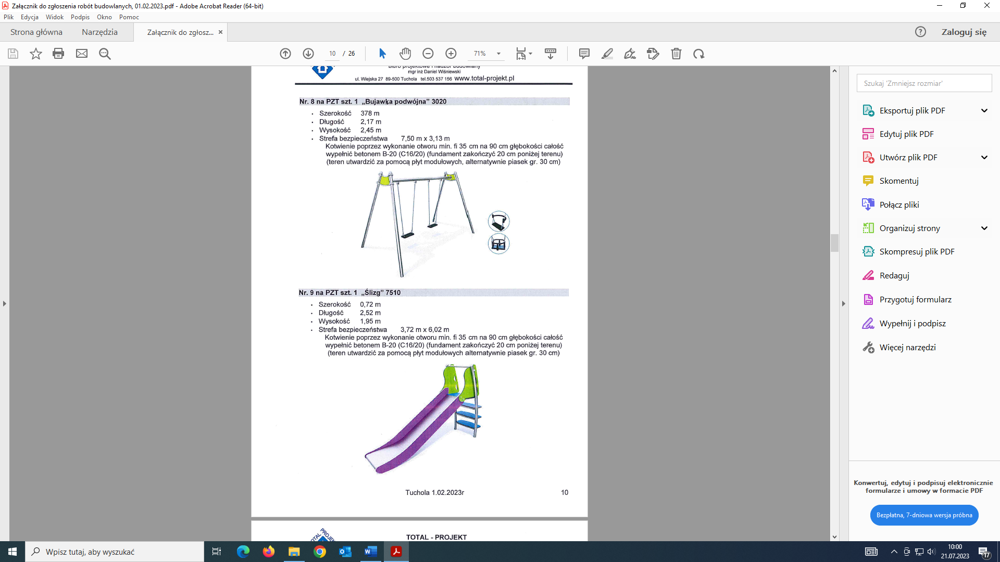 Załącznik do zgłoszenia robót budowlanych, 01.02.2023.pdf - Adobe Acrobat Reader (64-bit)
Plik Edycja Widok Podpis Okno Pomoc
Strona główna Narzędzia Załącznik do zgłosz... × Zaloguj się
10 / 26 71%
biuro projektowe i nadzór budowlany
mgr inż Daniel Wiśniewski
ul. Wiejska 27 89-500 Tuchola tel.503 537 156 www.total-projekt.pl
Nr. 8 na PZT szt. 1 „Bujawka podwójna” 3020
• Szerokość 378 m
• Długość 2,17 m
• Wysokość 2,45 m
• Strefa bezpieczeństwa 7,50 m x 3,13 m
Kotwienie poprzez wykonanie otworu min. fi 35 cm na 90 cm głębokości całość
wypełnić betonem B-20 (C16/20) (fundament zakończyć 20 cm poniżej terenu)
(teren utwardzić za pomocą płyt modułowych, alternatywnie piasek gr. 30 cm)
Nr. 9 na PZT szt. 1 „Ślizg” 7510
• Szerokość 0,72 m
• Długość 2,52 m
• Wysokość 1,95 m
• Strefa bezpieczeństwa 3,72 m x 6,02 m
Kotwienie poprzez wykonanie otworu min. fi 35 cm na 90 cm głębokości całość
wypełnić betonem B-20 (C16/20) (fundament zakończyć 20 cm poniżej terenu)
(teren utwardzić za pomocą płyt modułowych alternatywnie piasek gr. 30 cm)
Tuchola 1.02.2023r 10
TOTAL PROJEKT
TOTAL - PROJEKT
Szukaj 'Zmniejsz rozmiar'
Eksportuj plik PDF
Edytuj plik PDF
Utwórz plik PDF
Skomentuj
Połącz pliki
Organizuj strony
Skompresuj plik PDF
Redaguj
Przygotuj formularz
Wypełnij i podpisz
Więcej narzędzi
Konwertuj, edytuj i podpisuj elektronicznie
formularze i umowy w formacie PDF
Bezpłatna, 7-dniowa wersja próbna
Wpisz tutaj, aby wyszukać
10:00
21.07.2023
17